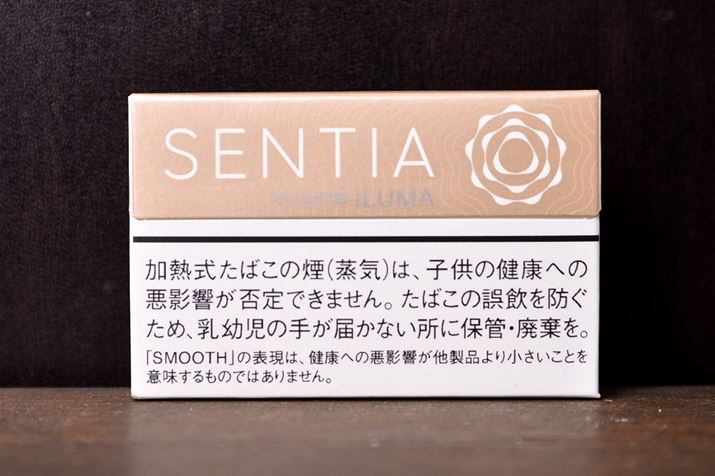 SENTIA
ILUMA
加熱式たばこの煙(蒸気)は、子供の健康への
悪影響が否定できません。たばこの誤飲を防ぐ
ため、乳幼児の手が届かない所に保管・廃棄を。
「SMOOTH」の表現は、健康への悪影響が他製品より小さいことを
意味するものではありません。